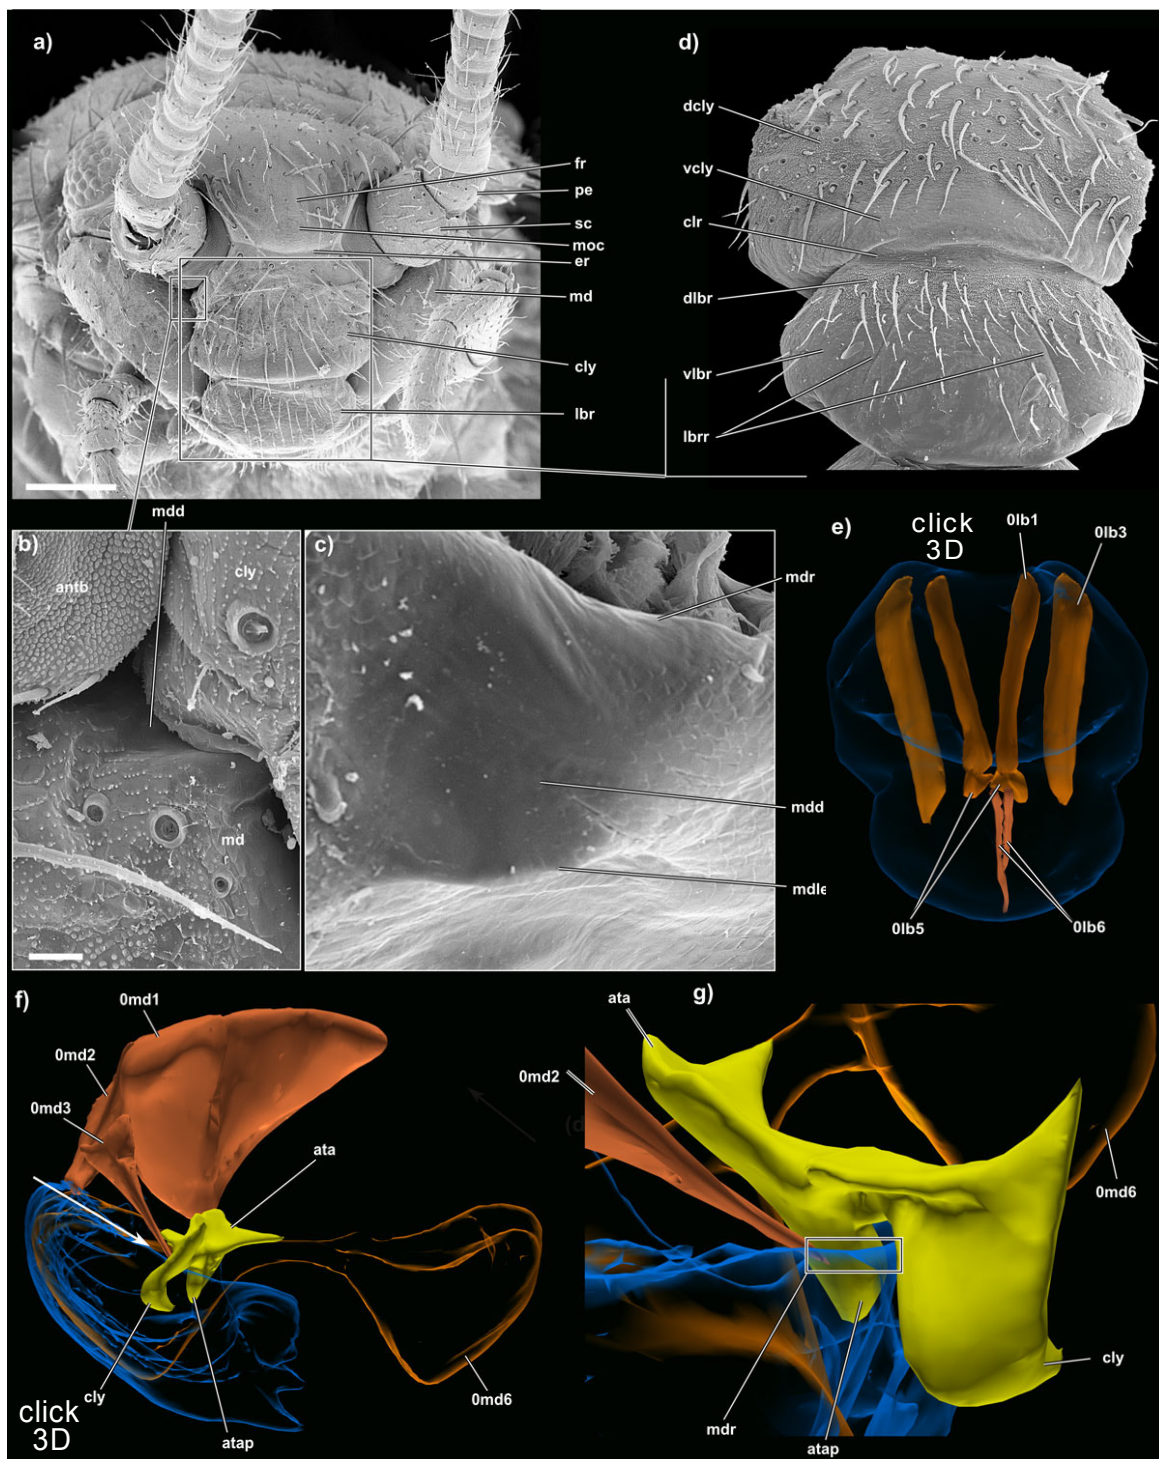 a)
fr
pe
sc
moc
er
md
cly
lbr
d)
dcly
vcly
clr
dlbr
vlbr
lbrr
mdd
b)
antb
cly
md
c)
mdr
mdd
mdle
e)
click
3D
0lb1
0lb3
0lb5
0lb6
f)
0md1
0md2
0md3
ata
cly
atap
0md6
click
3D
g)
ata
0md2
0md6
mdr
atap
cly
(d